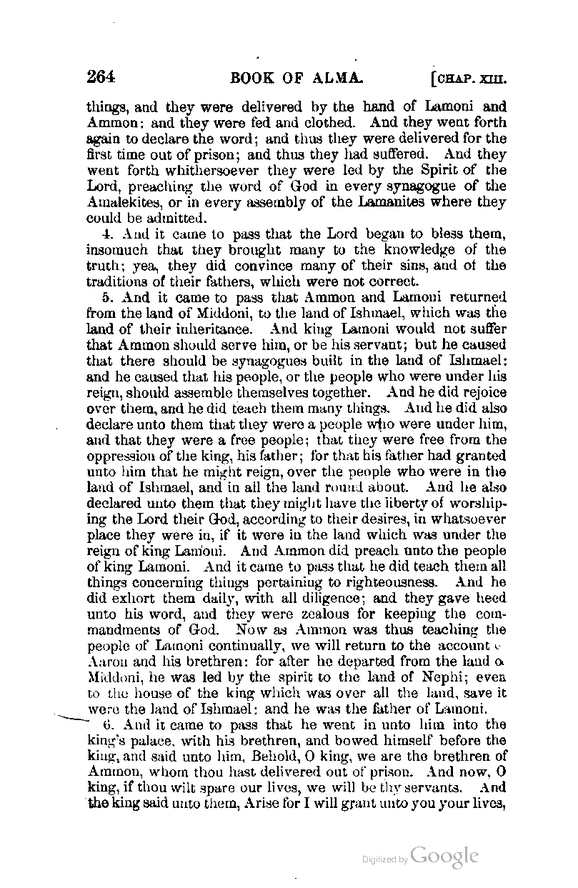 264 BOOK OF ALMA. [CHAP. XIII.
things, and they were delivered by the hand of Lamoni and
Ammon; and they were fed and clothed. And they went forth
again to declare the word; and thus they were delivered for the
first time out of prison; and thus they had suffered. And they
went forth whithersoever they were led by the Spirit of the
Lord, preaching the word of God in every synagogue of the
Amalekites, or in every assembly of the Lamanites where they
could be admitted.
4. And it came to pass that the Lord began to bless them,
insomuch that they brought many to the knowledge of the
truth; yea, they did convince many of their sins, and of the
traditions of their fathers, which were not correct.
5. And it came to pass that Ammon and Lamoni returned
from the land of Middoni, to the land of Ishmael, which was the
land of their inheritance. And king Lamoni would not suffer
that Ammon should serve him, or be his servant; but he caused
that there should be synagogues built in the land of Ishmael;
and he caused that his people, or the people who were under his
reign, should assemble themselves together. And he did rejoice
over them, and he did teach them many things. And he did also
declare unto them that they were a people who were under him,
and that they were a free people; that they were free from the
oppression of the king, his father; for that his father had granted
unto him that he might reign, over the people who were in the
land of Ishmael, and in all the land round about. And he also
declared unto them that they might have the liberty of worship-
ing the Lord their God, according to their desires, in whatsoever
place they were in, if it were in the land which was under the
reign of king Lamoni. And Ammon did preach unto the people
of king Lamoni. And it came to pass that he did teach them all
things concerning things pertaining to righteousness. And he
did exhort them daily, with all diligence; and they gave heed
unto his word, and they were zealous for keeping the com-
mandments of God. Now as Ammon was thus teaching the
people of Lamoni continually, we will return to the account
Aaron and his brethren: for after he departed from the land
Middoni, he was led by the spirit to the land of Nephi; even
to the house of the king which was over all the land, save it
were the land of Ishmael; and he was the father of Lamoni.
6. And it came to pass that he went in unto him into the
king's palace, with his brethren, and bowed himself before the
king, and said unto him, Behold, O king, we are the brethren of
Ammon, whom thou hast delivered out of prison. And now, O
king, if thou wilt spare our lives, we will be thy servants. And
the king said unto them, Arise for I will grant unto you your lives,
Digitized by Google